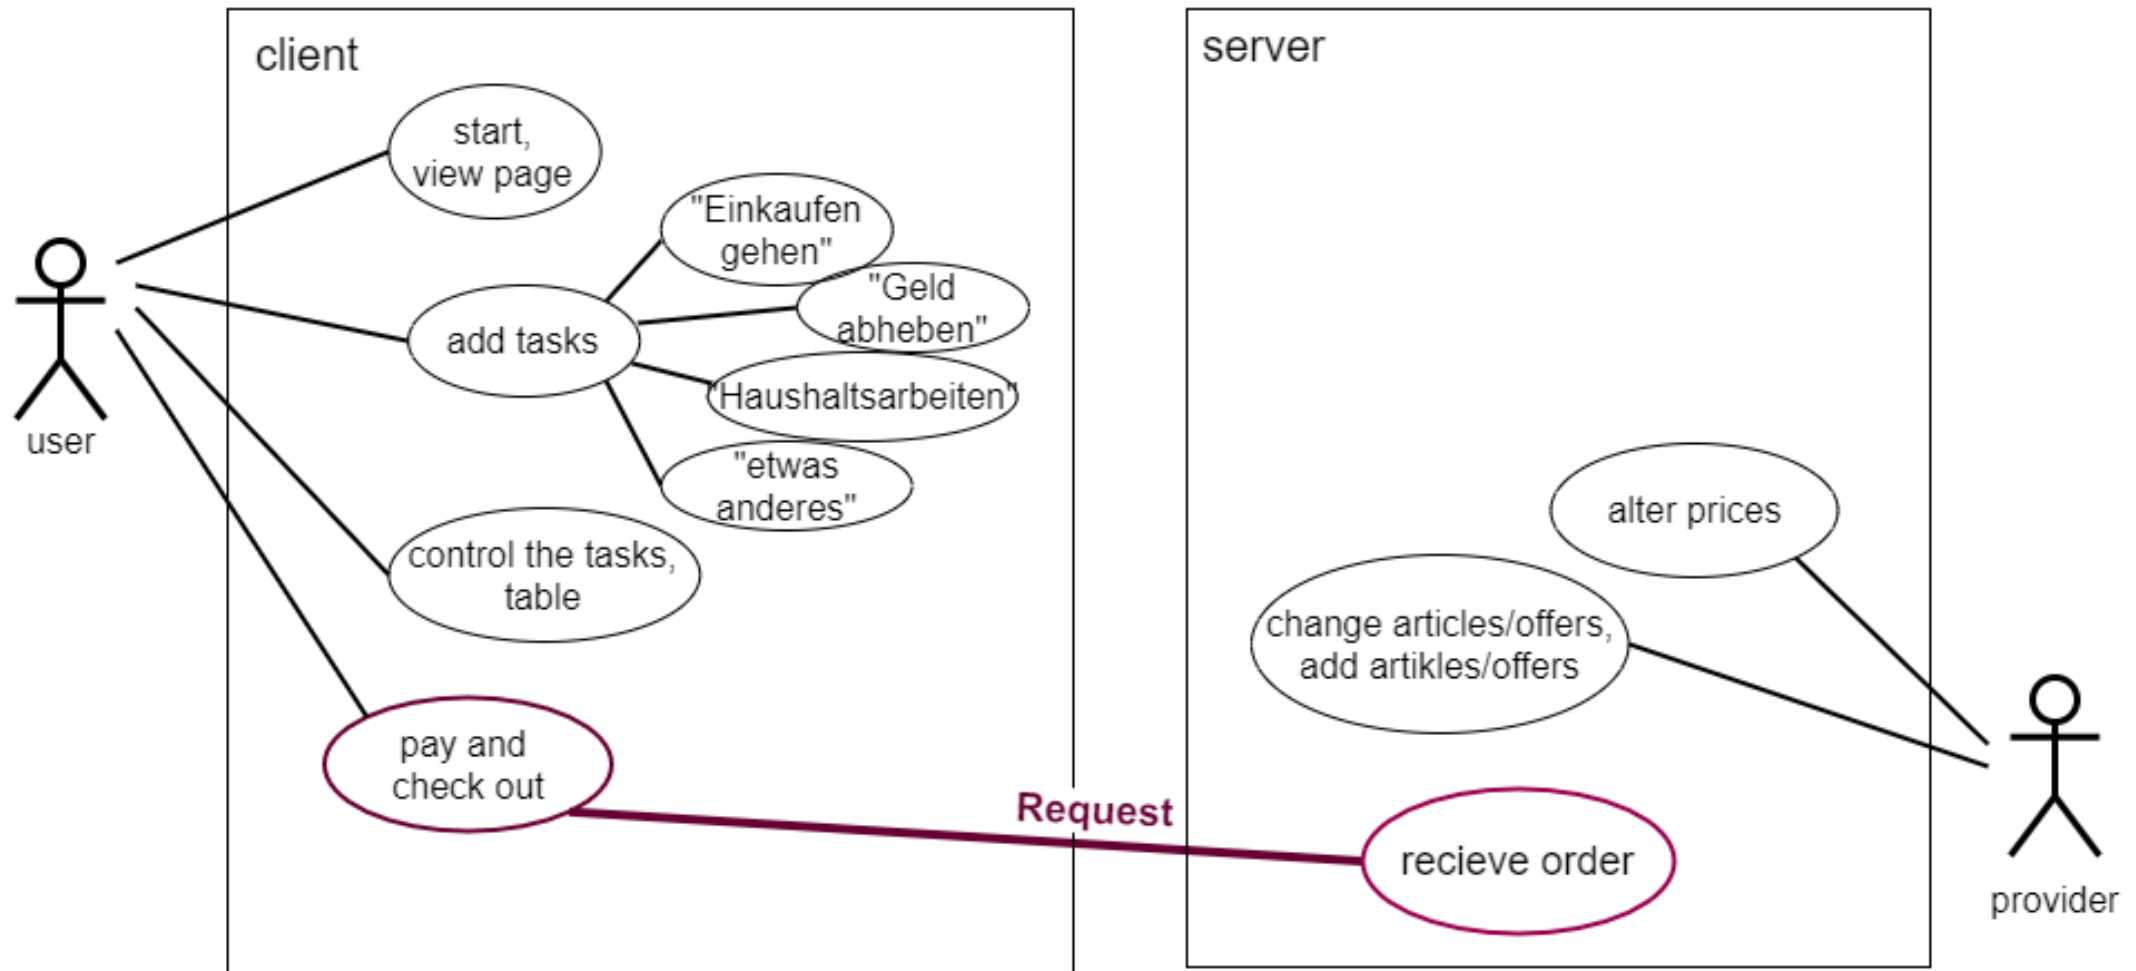 client
start,
view page
"Einkaufen
gehen"
"Geld
abheben"
add tasks
"Haushaltsarbeiten"
"etwas
anderes"
user
control the tasks,
table
pay and
check out
Request
server
alter prices
change articles/offers,
add artikles/offers
recieve order
provider